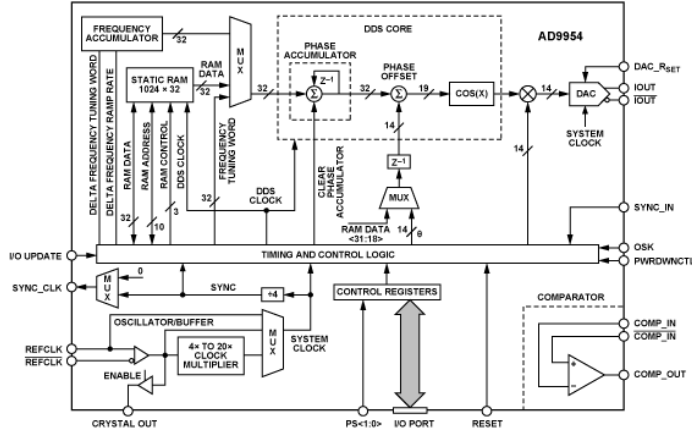 AD9954
DDS CORE
FREQUENCY
ACCUMULATOR
32
MUX
PHASE
ACCUMULATOR
Z-1
PHASE
OFFSET
STATIC RAM
1024 × 32
RAM
DATA
32
32
Σ
32
Σ
19
COS(X)
14
DAC
DAC_RSET
IOUT
IOUT
SYSTEM
CLOCK
DELTA FREQUENCY TUNING WORD
DELTA FREQUENCY RAMP RATE
RAM DATA
RAM ADDRESS
RAM CONTROL
DDS CLOCK
FREQUENCY
TUNING WORD
32
10
3
32
DDS
CLOCK
CLEAR
PHASE
ACCUMULATOR
14
Z-1
MUX
RAM DATA
<31:18>
14
θ
14
SYNC_IN
I/O UPDATE
TIMING AND CONTROL LOGIC
OSK
PWRDWNCTL
SYNC_CLK
MUX
0
SYNC
÷4
CONTROL REGISTERS
OSCILLATOR/BUFFER
REFCLK
REFCLK
4× TO 20×
CLOCK
MULTIPLIER
MUX
SYSTEM
CLOCK
ENABLE
CRYSTAL OUT
PS<1:0>
I/O PORT
RESET
COMPARATOR
COMP_IN
COMP_IN
+
−
COMP_OUT